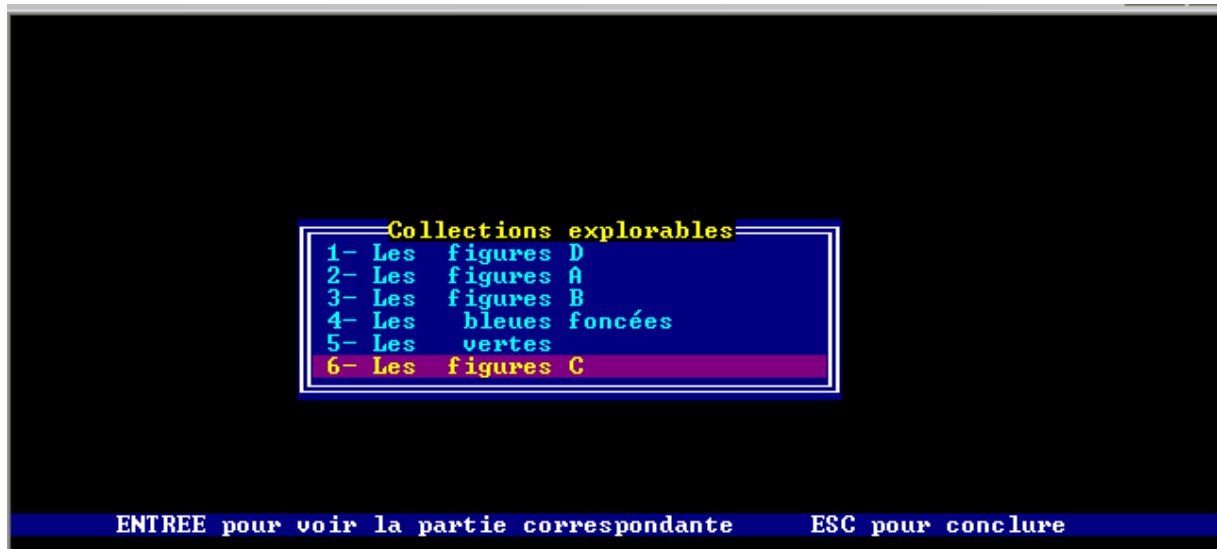 Collections explorables
1- Les figures D
2- Les figures A
3- Les figures B
4- Les bleues foncées
5- Les vertes
6- Les figures C
ENTREE pour voir la partie correspondante ESC pour conclure